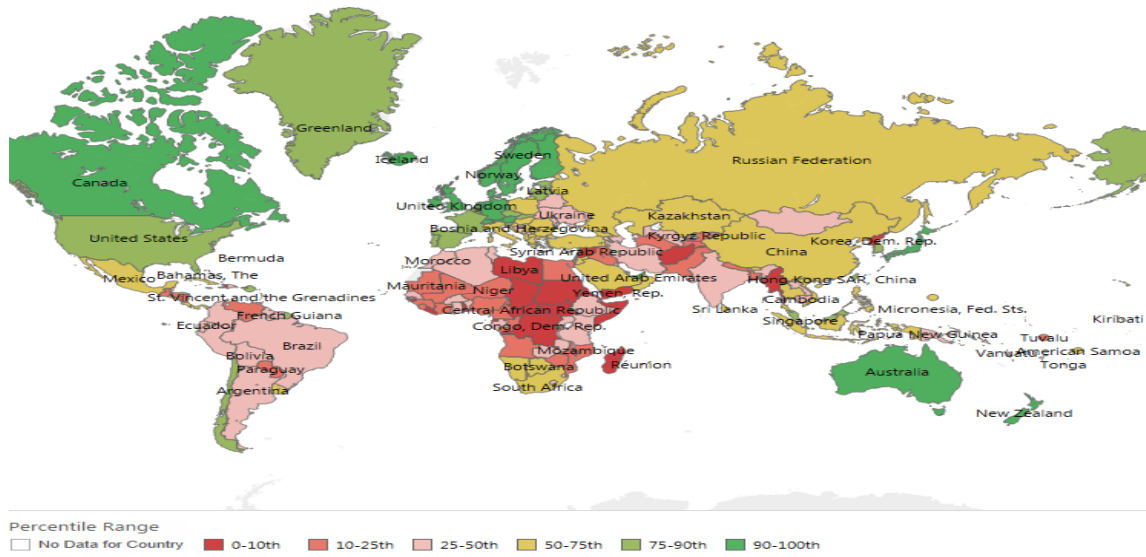 Greenland
Iceland
Sweden
Norway
Russian Federation
Canada
Latvia
United Kingdom
Ukraine
Kazakhstan
Bosnia and Herzegovina
United States
Kyrgyz Republic
Korea, Dem. Rep.
China
Bermuda
Morocco
Syrian Arab Republic
Mexico
Bahamas, The
Libya
United Arab Emirates
Hong Kong SAR, China
Mauritania
Niger
Yemen, Rep.
St. Vincent and the Grenadines
Cambodia
French Guiana
Central African Republic
Sri Lanka
Micronesia, Fed. Sts.
Ecuador
Congo, Dem. Rep.
Singapore
Kiribati
Brazil
Papua New Guinea
Tuvalu
Bolivia
Mozambique
Vanuatu
American Samoa
Paraguay
Botswana
Réunion
Tonga
Australia
Argentina
South Africa
New Zealand
Percentile Range
No Data for Country 0-10th 10-25th 25-50th 50-75th 75-90th 90-100th